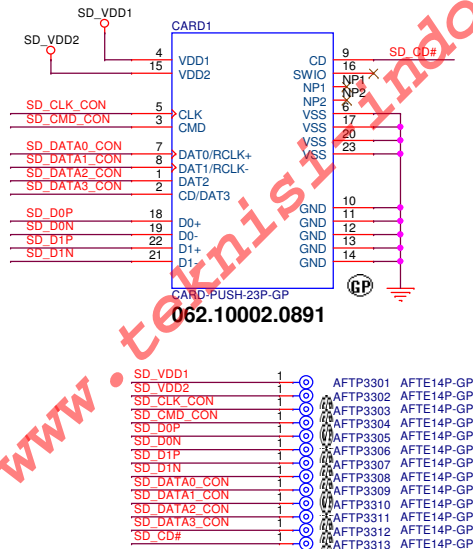 SD_VDD1
SD_VDD2
CARD1
4 VDD1
15 VDD2
CD 9 SD_CD#
SWIO 16
NP1 NP1
NP2 NP2
SD_CLK_CON 5 CLK
SD_CMD_CON 3 CMD
VSS 6
VSS 17
VSS 20
VSS 23
SD_DATA0_CON 7 DAT0/RCLK+
SD_DATA1_CON 8 DAT1/RCLK-
SD_DATA2_CON 1 DAT2
SD_DATA3_CON 2 CD/DAT3
SD_D0P 18 D0+
SD_D0N 19 D0-
SD_D1P 22 D1+
SD_D1N 21 D1-
GND 10
GND 11
GND 12
GND 13
GND 14
GP
CARD-PUSH-23P-GP
062.10002.0891
SD_VDD1 1 AFTP3301 AFTE14P-GP
SD_VDD2 1 AFTP3302 AFTE14P-GP
SD_CLK_CON 1 AFTP3303 AFTE14P-GP
SD_CMD_CON 1 AFTP3304 AFTE14P-GP
SD_D0P 1 AFTP3305 AFTE14P-GP
SD_D0N 1 AFTP3306 AFTE14P-GP
SD_D1P 1 AFTP3307 AFTE14P-GP
SD_D1N 1 AFTP3308 AFTE14P-GP
SD_DATA0_CON 1 AFTP3309 AFTE14P-GP
SD_DATA1_CON 1 AFTP3310 AFTE14P-GP
SD_DATA2_CON 1 AFTP3311 AFTE14P-GP
SD_DATA3_CON 1 AFTP3312 AFTE14P-GP
SD_CD# 1 AFTP3313 AFTE14P-GP
www.teknisi-indo